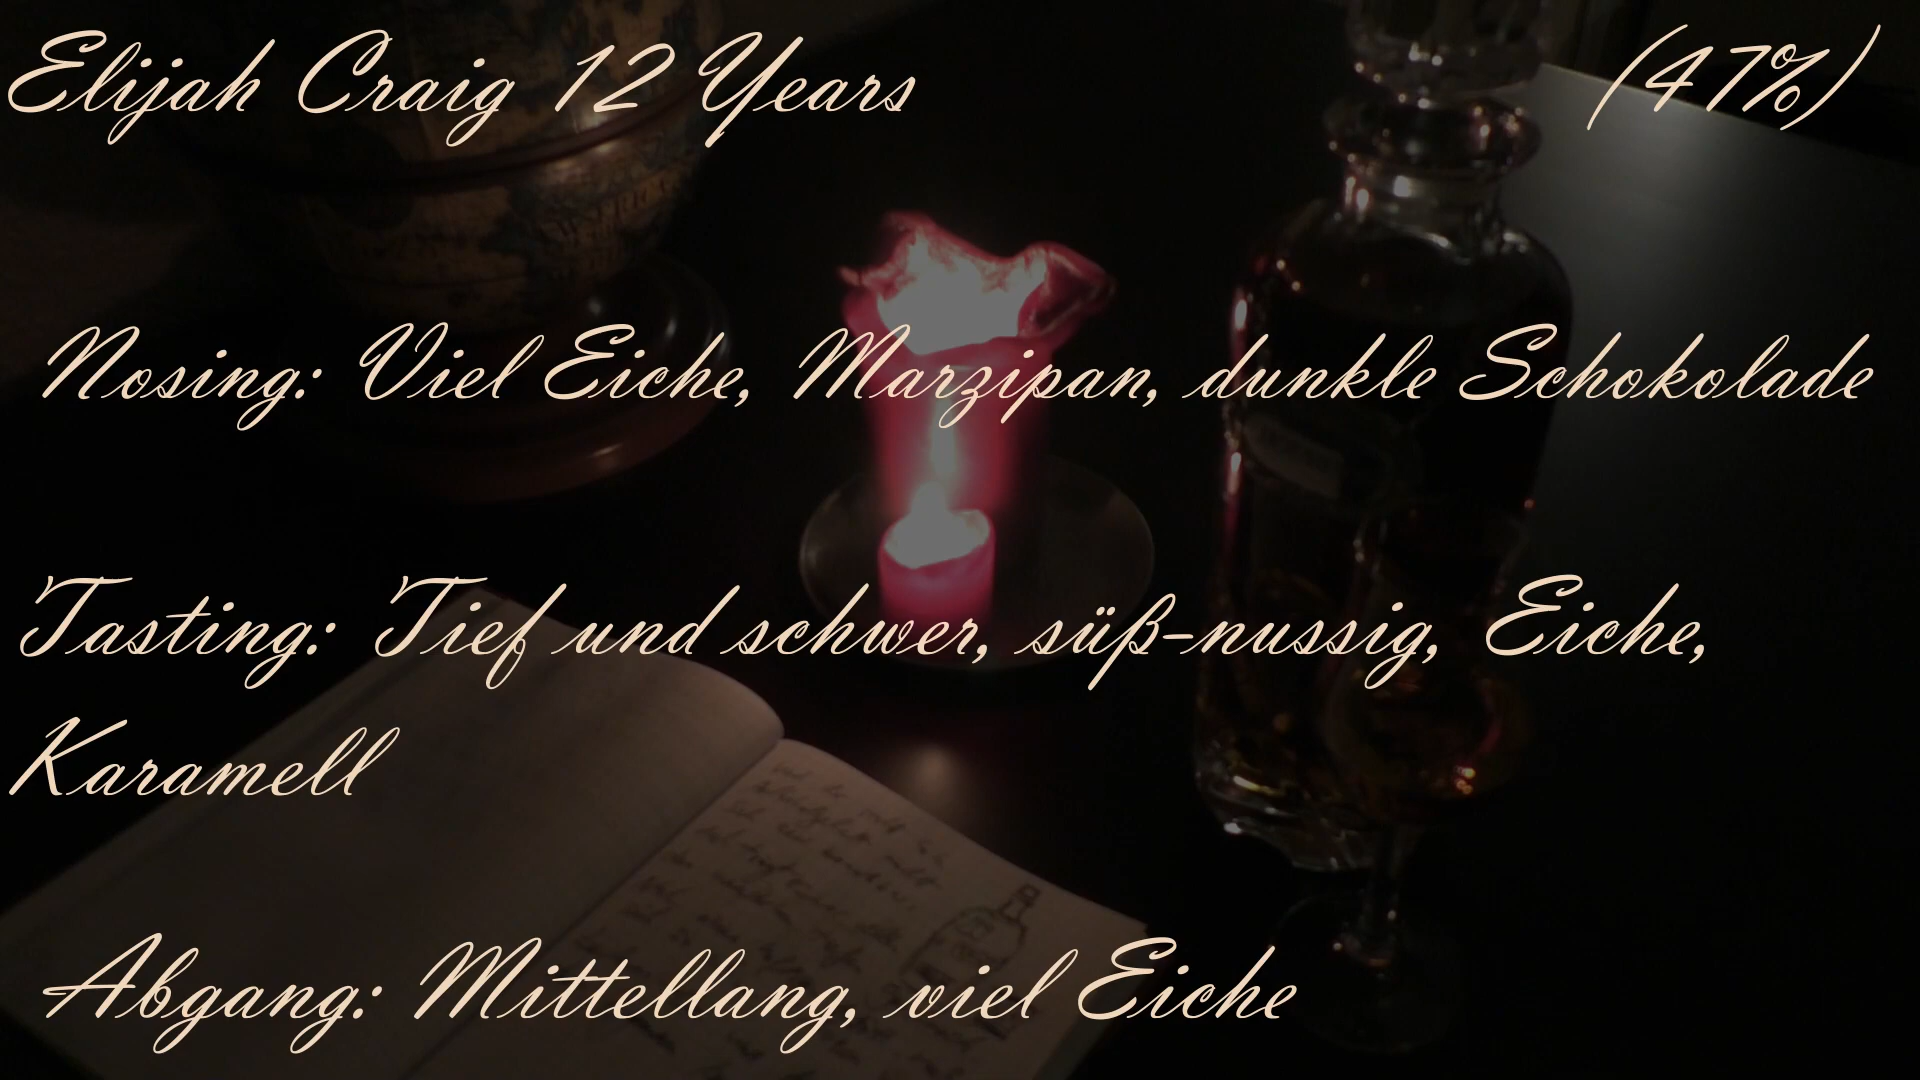 Elijah Craig 12 Years (47%)
Nosing: Viel Eiche, Marzipan, dunkle Schokolade
Tasting: Tief und schwer, süß-nussig, Eiche,
Karamell
Abgang: Mittellang, viel Eiche